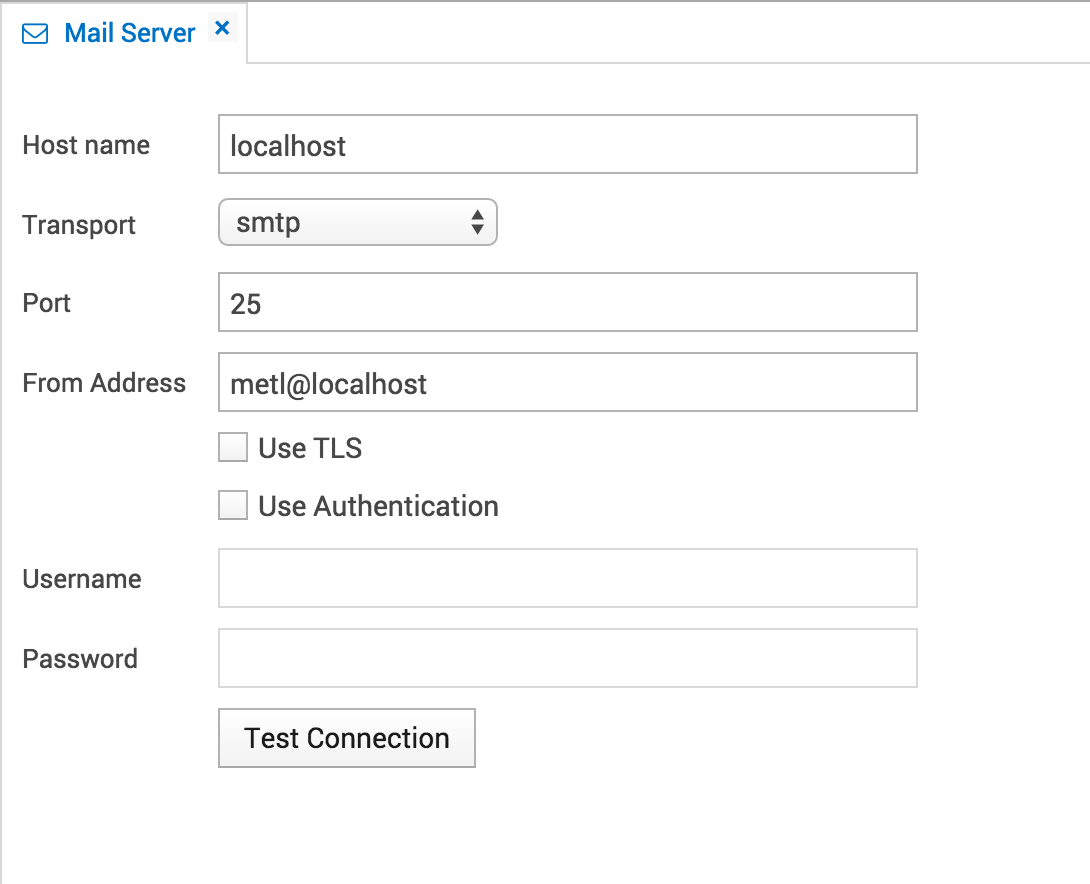 Mail Server
Host name
localhost
Transport
smtp
Port
25
From Address
metl@localhost
Use TLS
Use Authentication
Username
Password
Test Connection